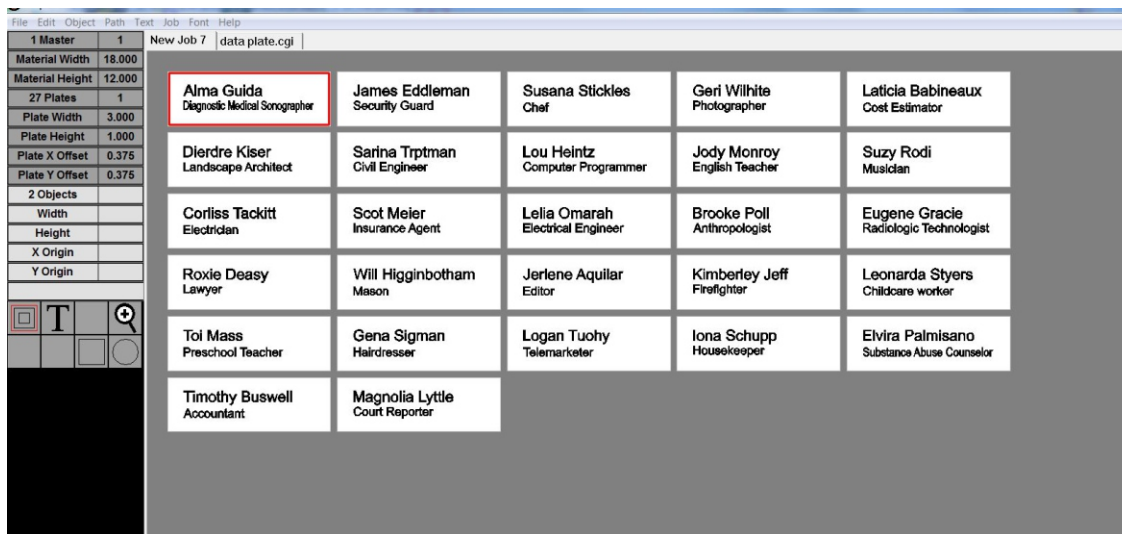 File Edit Object Path Text Job Font Help
1 Master 1
New Job 7 data plate.cgi
Material Width 18.000
Material Height 12.000
27 Plates 1
Plate Width 3.000
Plate Height 1.000
Plate X Offset 0.375
Plate Y Offset 0.375
2 Objects
Width
Height
X Origin
Y Origin
T
Alma Guida
Diagnostic Medical Sonographer
James Eddleman
Security Guard
Susana Stickles
Chef
Geri Wilhite
Photographer
Laticia Babineaux
Cost Estimator
Dierdre Kiser
Landscape Architect
Sarina Trptman
Civil Engineer
Lou Heintz
Computer Programmer
Jody Monroy
English Teacher
Suzy Rodi
Musician
Corliss Tackitt
Electrician
Scot Meier
Insurance Agent
Lelia Omarah
Electrical Engineer
Brooke Poll
Anthropologist
Eugene Gracie
Radiologic Technologist
Roxie Deasy
Lawyer
Will Higginbotham
Mason
Jerlene Aquilar
Editor
Kimberley Jeff
Firefighter
Leonarda Styers
Childcare worker
Toi Mass
Preschool Teacher
Gena Sigman
Hairdresser
Logan Tuohy
Telemarketer
Iona Schupp
Housekeeper
Elvira Palmisano
Substance Abuse Counselor
Timothy Buswell
Accountant
Magnolia Lyttle
Court Reporter